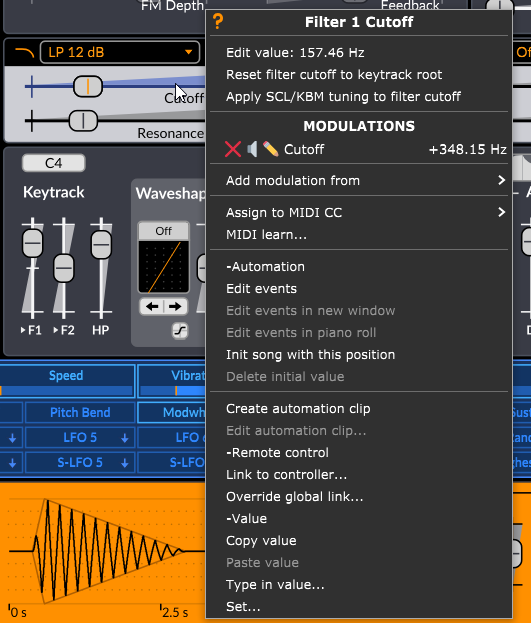 FM Depth
Feedback
LP 12 dB
Cutoff
Resonance
C4
Keytrack
Waveshap
Off
F1
F2
HP
Speed
Vibrat
Pitch Bend
Modwh
LFO 5
LFO
S-LFO 5
S-LFO
0 s
2.5 s
?
Filter 1 Cutoff
Edit value: 157.46 Hz
Reset filter cutoff to keytrack root
Apply SCL/KBM tuning to filter cutoff
MODULATIONS
Cutoff +348.15 Hz
Add modulation from
Assign to MIDI CC
MIDI learn...
-Automation
Edit events
Edit events in new window
Edit events in piano roll
Init song with this position
Delete initial value
Create automation clip
Edit automation clip...
-Remote control
Link to controller...
Override global link...
-Value
Copy value
Paste value
Type in value...
Set...